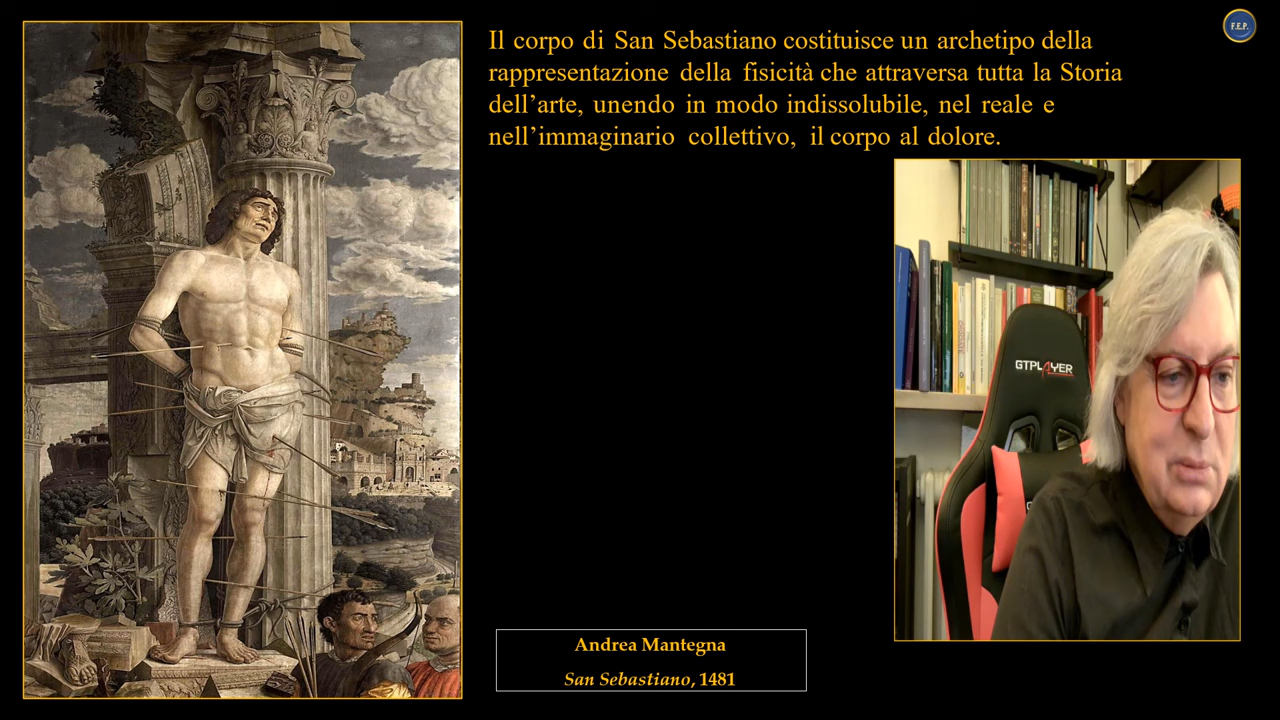 Il corpo di San Sebastiano costituisce un archetipo della
rappresentazione della fisicità che attraversa tutta la Storia
dell’arte, unendo in modo indissolubile, nel reale e
nell’immaginario collettivo, il corpo al dolore.
F.E.P.
GTPLAYER
Andrea Mantegna
San Sebastiano, 1481